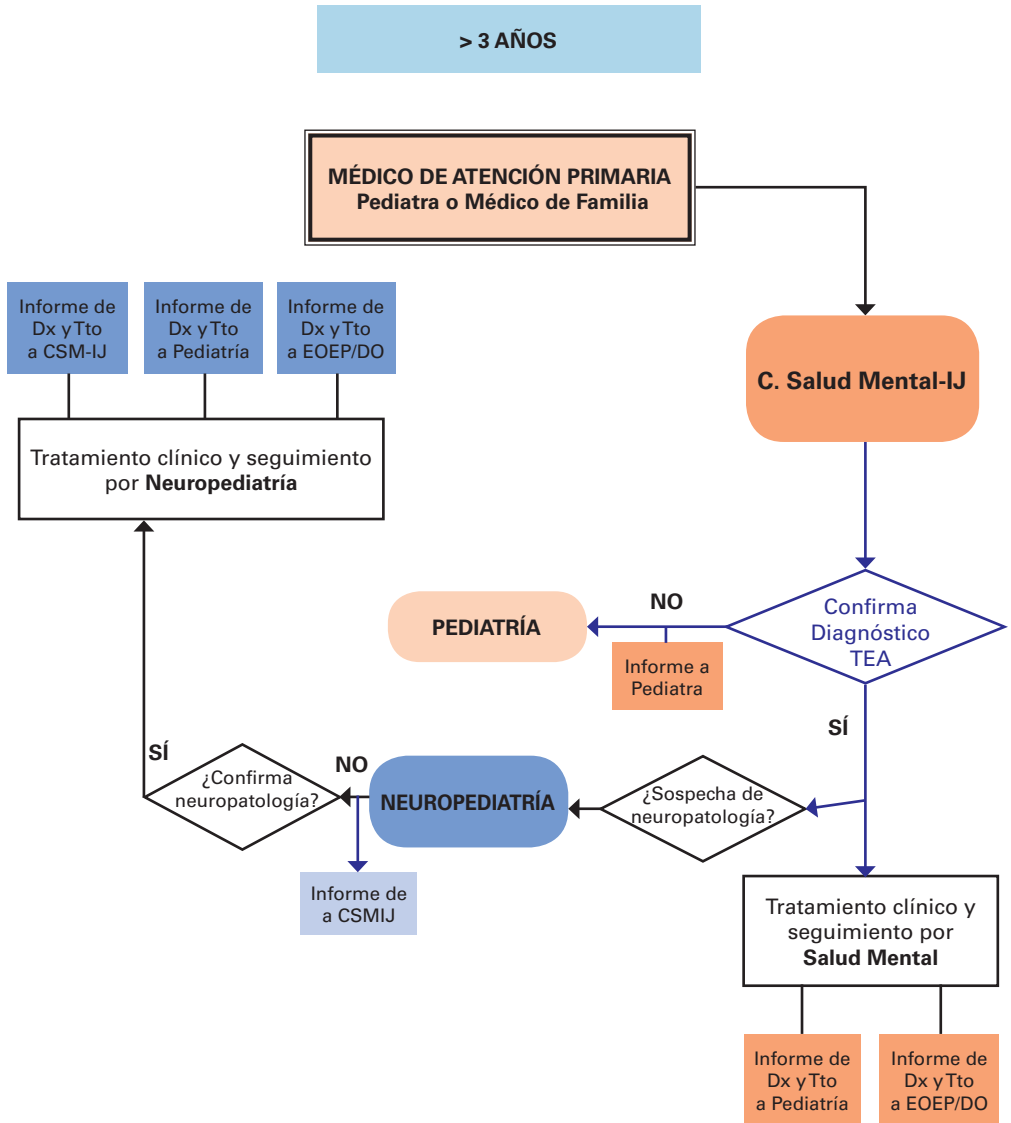 > 3 AÑOS
MÉDICO DE ATENCIÓN PRIMARIA
Pediatra o Médico de Familia
Informe de
Dx y Tto
a CSM-IJ
Informe de
Dx y Tto
a Pediatría
Informe de
Dx y Tto
a EOEP/DO
C. Salud Mental-IJ
Tratamiento clínico y seguimiento
por Neuropediatría
Confirma
Diagnóstico
TEA
NO
PEDIATRÍA
Informe a
Pediatra
SÍ
¿Sospecha de
neuropatología?
NEUROPEDIATRÍA
NO
¿Confirma
neuropatología?
SÍ
Informe de
a CSMIJ
Tratamiento clínico y
seguimiento por
Salud Mental
Informe de
Dx y Tto
a Pediatría
Informe de
Dx y Tto
a EOEP/DO